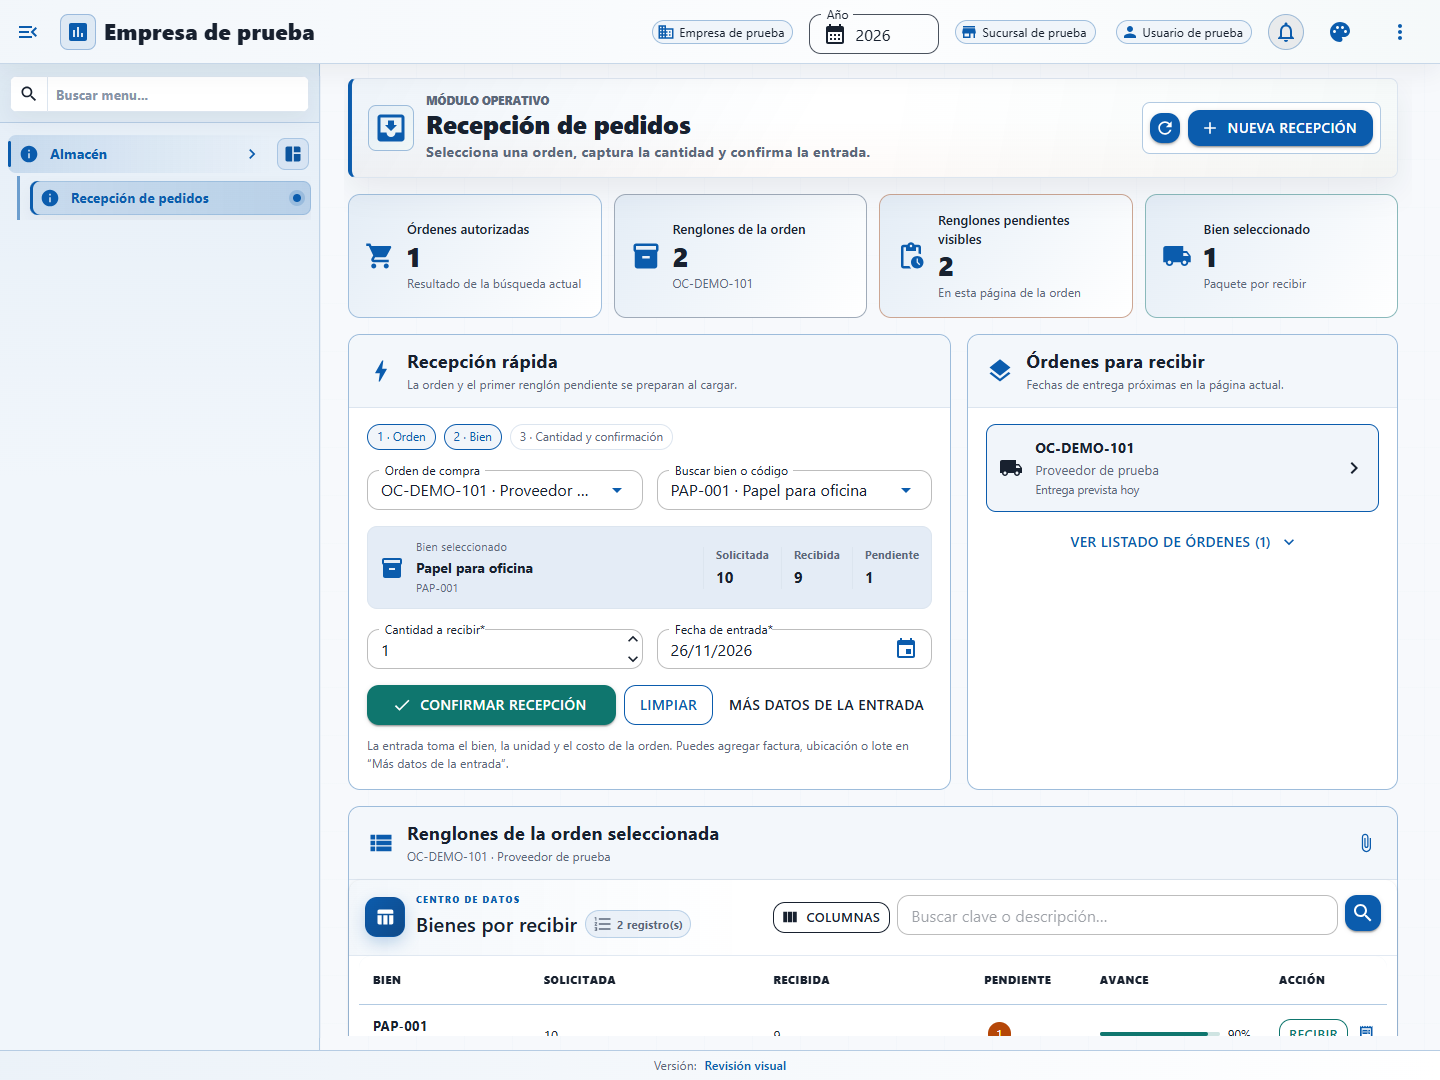 Empresa de prueba
Empresa de prueba
Año
2026
Sucursal de prueba
Usuario de prueba
Buscar menu...
Almacén
Recepción de pedidos
MÓDULO OPERATIVO
Recepción de pedidos
Selecciona una orden, captura la cantidad y confirma la entrada.
NUEVA RECEPCIÓN
Órdenes autorizadas
1
Resultado de la búsqueda actual
Renglones de la orden
2
OC-DEMO-101
Renglones pendientes
visibles
2
En esta página de la orden
Bien seleccionado
1
Paquete por recibir
Recepción rápida
La orden y el primer renglón pendiente se preparan al cargar.
1 · Orden
2 · Bien
3 · Cantidad y confirmación
Orden de compra
OC-DEMO-101 · Proveedor ...
Buscar bien o código
PAP-001 · Papel para oficina
Bien seleccionado
Papel para oficina
PAP-001
Solicitada
10
Recibida
9
Pendiente
1
Cantidad a recibir*
1
Fecha de entrada*
26/11/2026
CONFIRMAR RECEPCIÓN
LIMPIAR
MÁS DATOS DE LA ENTRADA
La entrada toma el bien, la unidad y el costo de la orden. Puedes agregar factura, ubicación o lote en
“Más datos de la entrada”.
Órdenes para recibir
Fechas de entrega próximas en la página actual.
OC-DEMO-101
Proveedor de prueba
Entrega prevista hoy
VER LISTADO DE ÓRDENES (1)
Renglones de la orden seleccionada
OC-DEMO-101 · Proveedor de prueba
CENTRO DE DATOS
Bienes por recibir
2 registro(s)
COLUMNAS
Buscar clave o descripción...
BIEN
SOLICITADA
RECIBIDA
PENDIENTE
AVANCE
ACCIÓN
PAP-001
10
9
1
90%
RECIBIR
Versión: Revisión visual